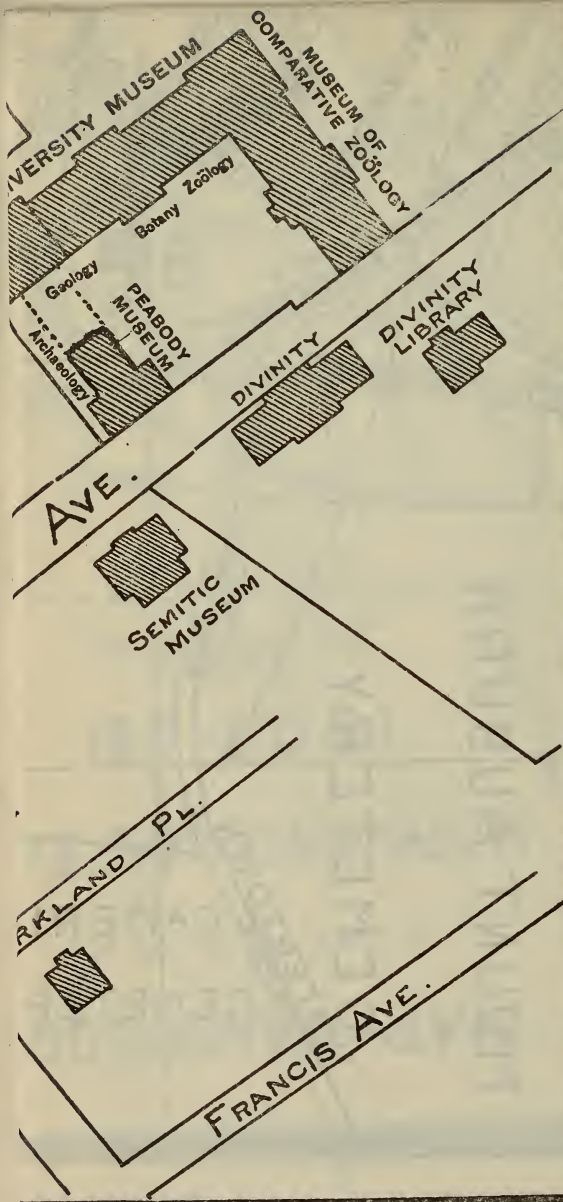 IVERSITY MUSEUM
MUSEUM OF
COMPARATIVE ZOÖLOGY
Zoölogy
Botany
Geology
Archaeology
PEABODY
MUSEUM
DIVINITY
DIVINITY
LIBRARY
AVE.
SEMITIC
MUSEUM
RKLAND PL.
FRANCIS AVE.